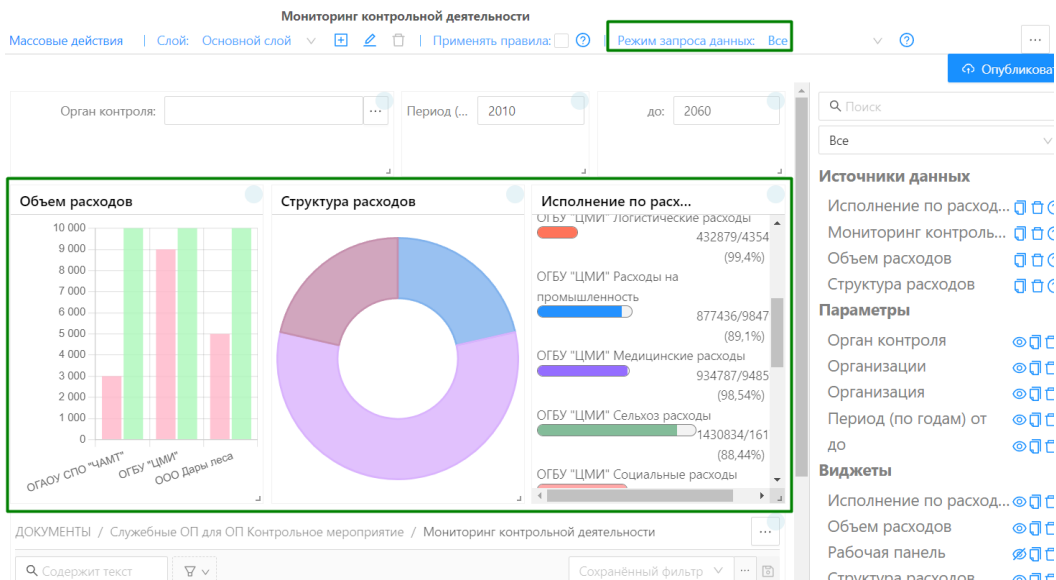 Мониторинг контрольной деятельности
Массовые действия | Слой: Основной слой | Применять правила: | Режим запроса данных: Все
Опубликоват
Орган контроля: ...
Период (... 2010
до: 2060
Поиск
Все
Объем расходов
10 000
9 000
8 000
7 000
6 000
5 000
4 000
3 000
2 000
1 000
0
ОГАОУ СПО "ЧАМТ"
ОГБУ "ЦМИ"
ООО Дары леса
Структура расходов
Исполнение по расх...
ОГБУ "ЦМИ" Логистические расходы
432879/4354
(99,4%)
ОГБУ "ЦМИ" Расходы на
промышленность
877436/9847
(89,1%)
ОГБУ "ЦМИ" Медицинские расходы
934787/9485
(98,54%)
ОГБУ "ЦМИ" Сельхоз расходы
1430834/161
(88,44%)
ОГБУ "ЦМИ" Социальные расходы
Источники данных
Исполнение по расход...
Мониторинг контроль...
Объем расходов
Структура расходов
Параметры
Орган контроля
Организации
Организация
Период (по годам) от
до
Виджеты
Исполнение по расход...
Объем расходов
Рабочая панель
Структура расходов
ДОКУМЕНТЫ / Служебные ОП для ОП Контрольное мероприятие / Мониторинг контрольной деятельности
Содержит текст
Сохранённый фильтр